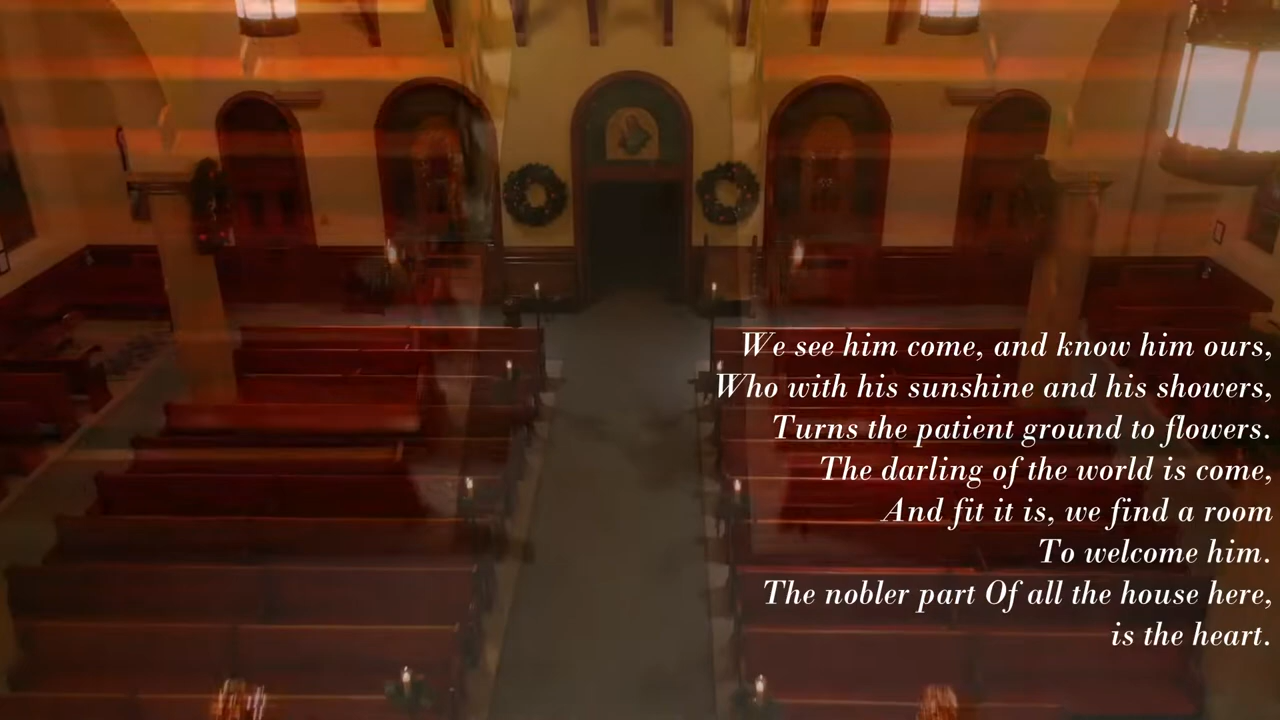 We see him come, and know him ours,
Who with his sunshine and his showers,
Turns the patient ground to flowers.
The darling of the world is come,
And fit it is, we find a room
To welcome him.
The nobler part Of all the house here,
is the heart.